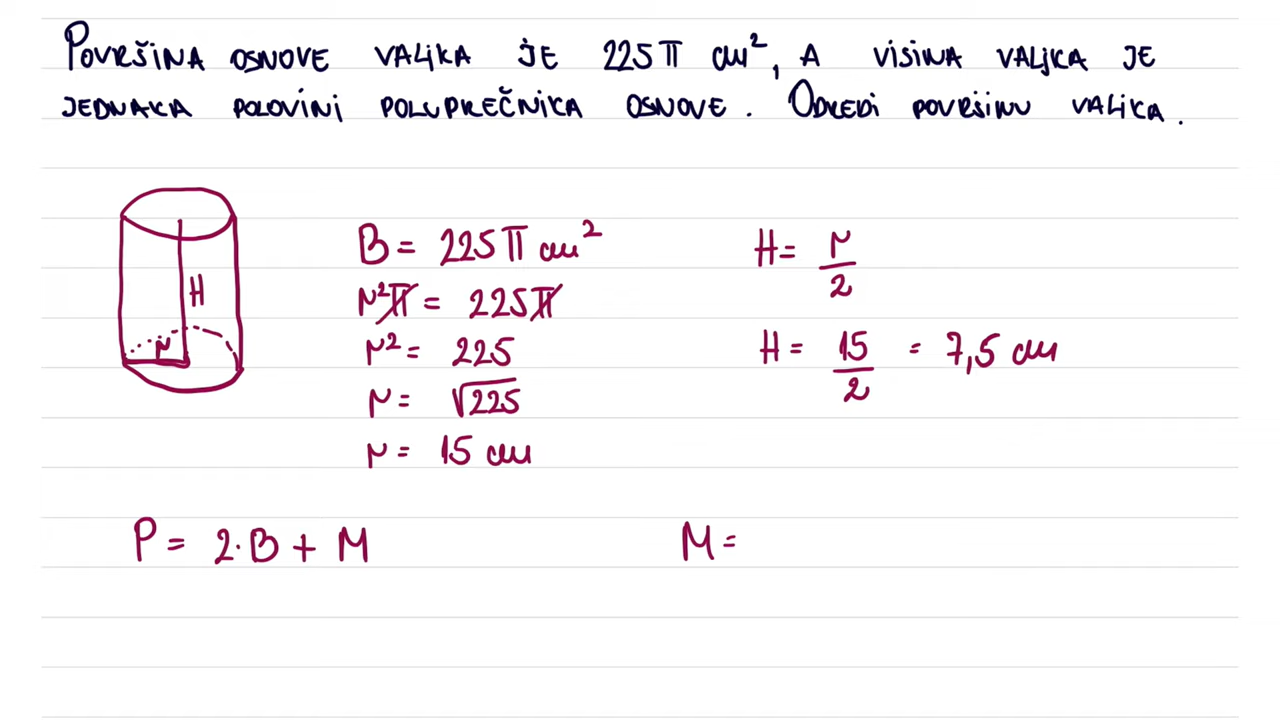 POVRŠINA OSNOVE VALJKA JE 225π cm², A VISINA VALJKA JE
JEDNAKA POLOVINI POLUPREČNIKA OSNOVE. ODREDI POVRŠINU VALJKA.
H
r
B = 225π cm²
r²π = 225π
r² = 225
r = √225
r = 15 cm
H = r/2
H = 15/2 = 7,5 cm
P = 2·B + M
M =